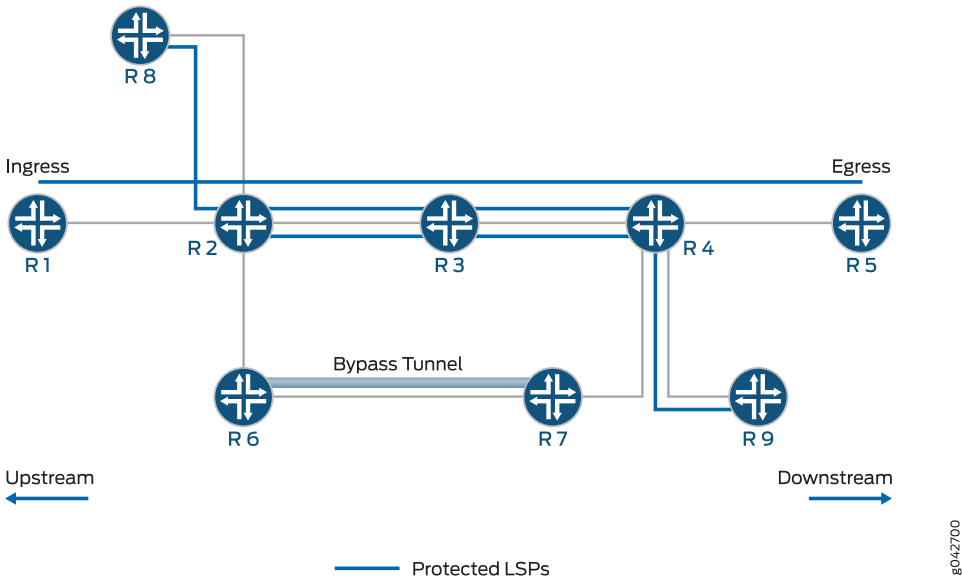 R 8
Ingress
Egress
R 1
R 2
R 3
R 4
R 5
Bypass Tunnel
R 6
R 7
R 9
Upstream
Downstream
Protected LSPs
g042700